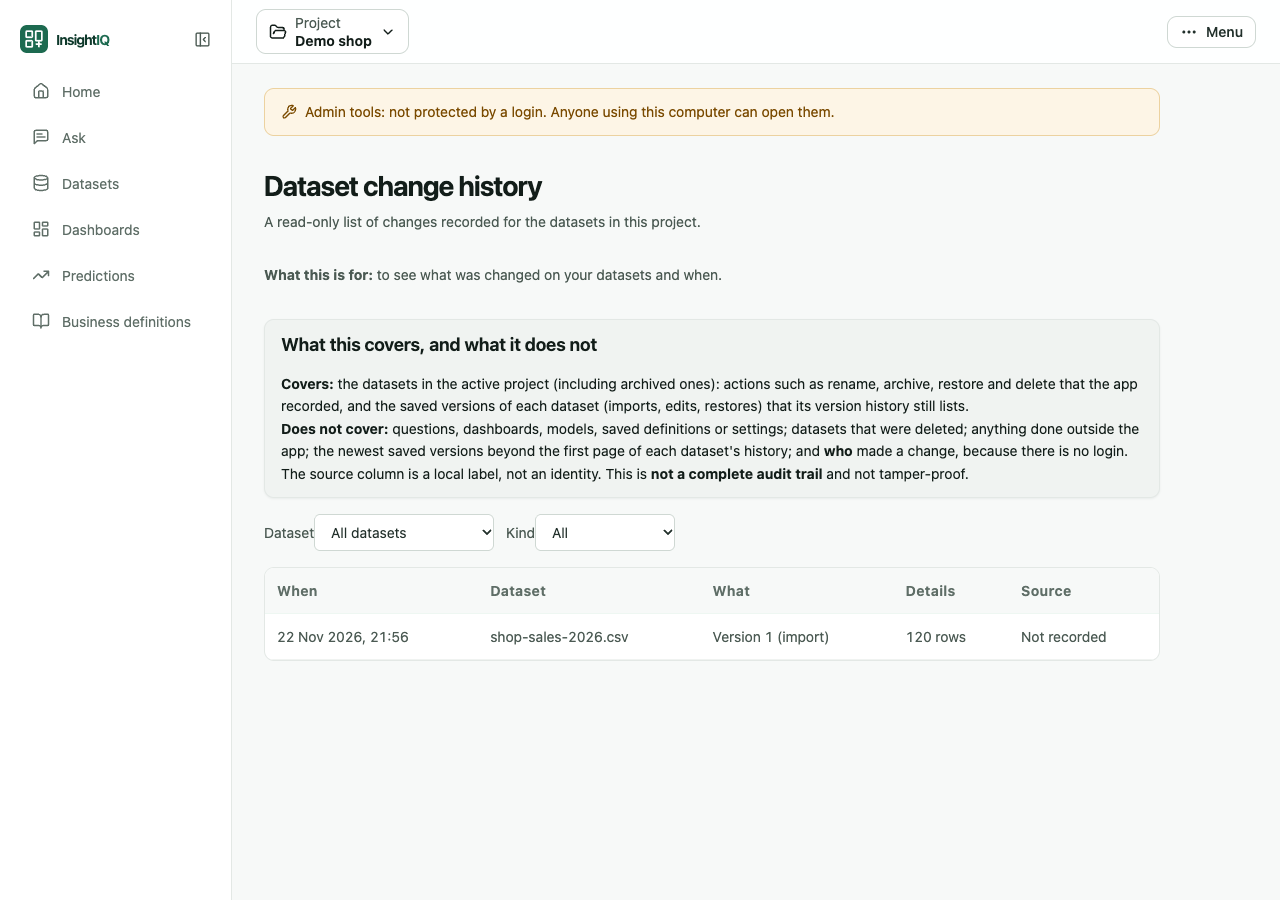 InsightIQ
Project
Demo shop
Menu
Home
Ask
Datasets
Dashboards
Predictions
Business definitions
Admin tools: not protected by a login. Anyone using this computer can open them.
Dataset change history
A read-only list of changes recorded for the datasets in this project.
What this is for: to see what was changed on your datasets and when.
What this covers, and what it does not
Covers: the datasets in the active project (including archived ones): actions such as rename, archive, restore and delete that the app
recorded, and the saved versions of each dataset (imports, edits, restores) that its version history still lists.
Does not cover: questions, dashboards, models, saved definitions or settings; datasets that were deleted; anything done outside the
app; the newest saved versions beyond the first page of each dataset's history; and who made a change, because there is no login.
The source column is a local label, not an identity. This is not a complete audit trail and not tamper-proof.
Dataset All datasets Kind All
When Dataset What Details Source
22 Nov 2026, 21:56 shop-sales-2026.csv Version 1 (import) 120 rows Not recorded